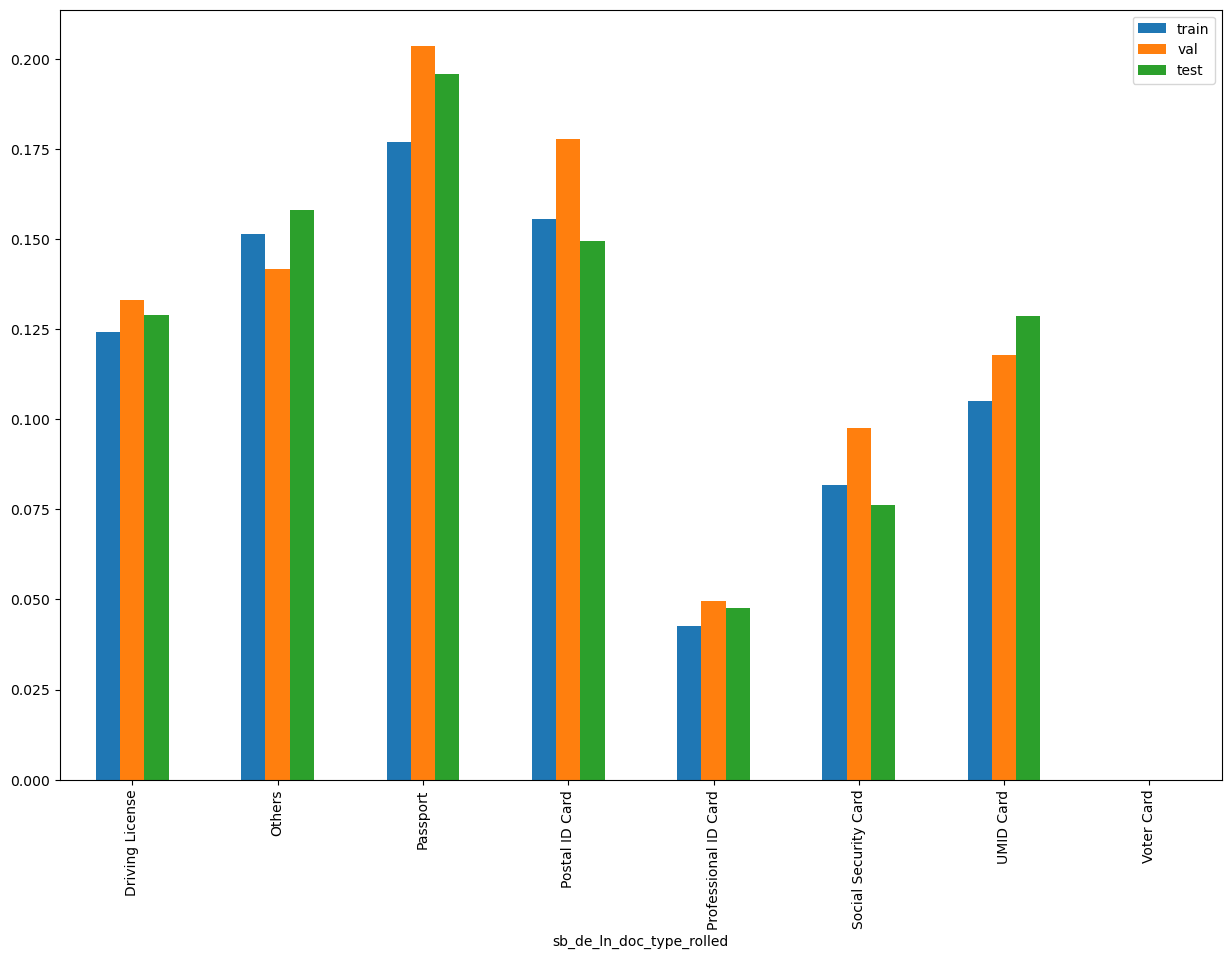 train
val
test
0.200
0.175
0.150
0.125
0.100
0.075
0.050
0.025
0.000
Driving License
Others
Passport
Postal ID Card
Professional ID Card
Social Security Card
UMID Card
Voter Card
sb_de_ln_doc_type_rolled